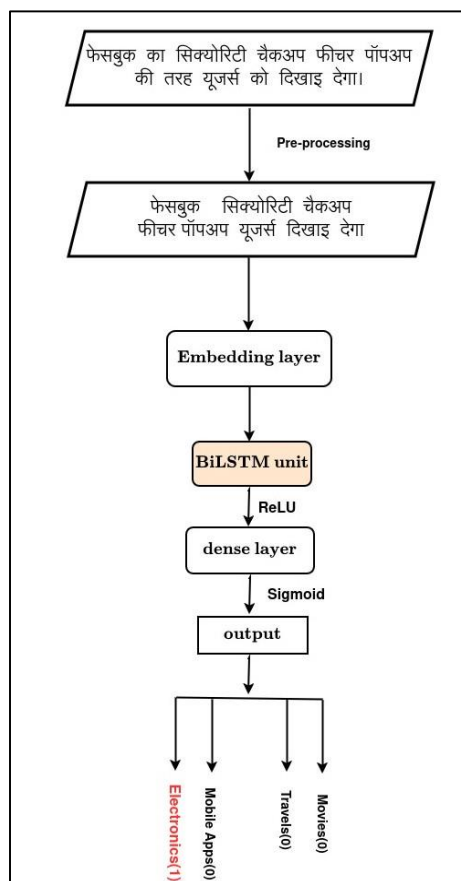 फेसबुक का सिक्योरिटी चैकअप फीचर पॉपअप
की तरह यूजर्स को दिखाइ देगा।
Pre-processing
फेसबुक सिक्योरिटी चैकअप
फीचर पॉपअप यूजर्स दिखाइ देगा
Embedding layer
BiLSTM unit
ReLU
dense layer
Sigmoid
output
Electronics(1)
Mobile Apps(0)
Travels(0)
Movies(0)